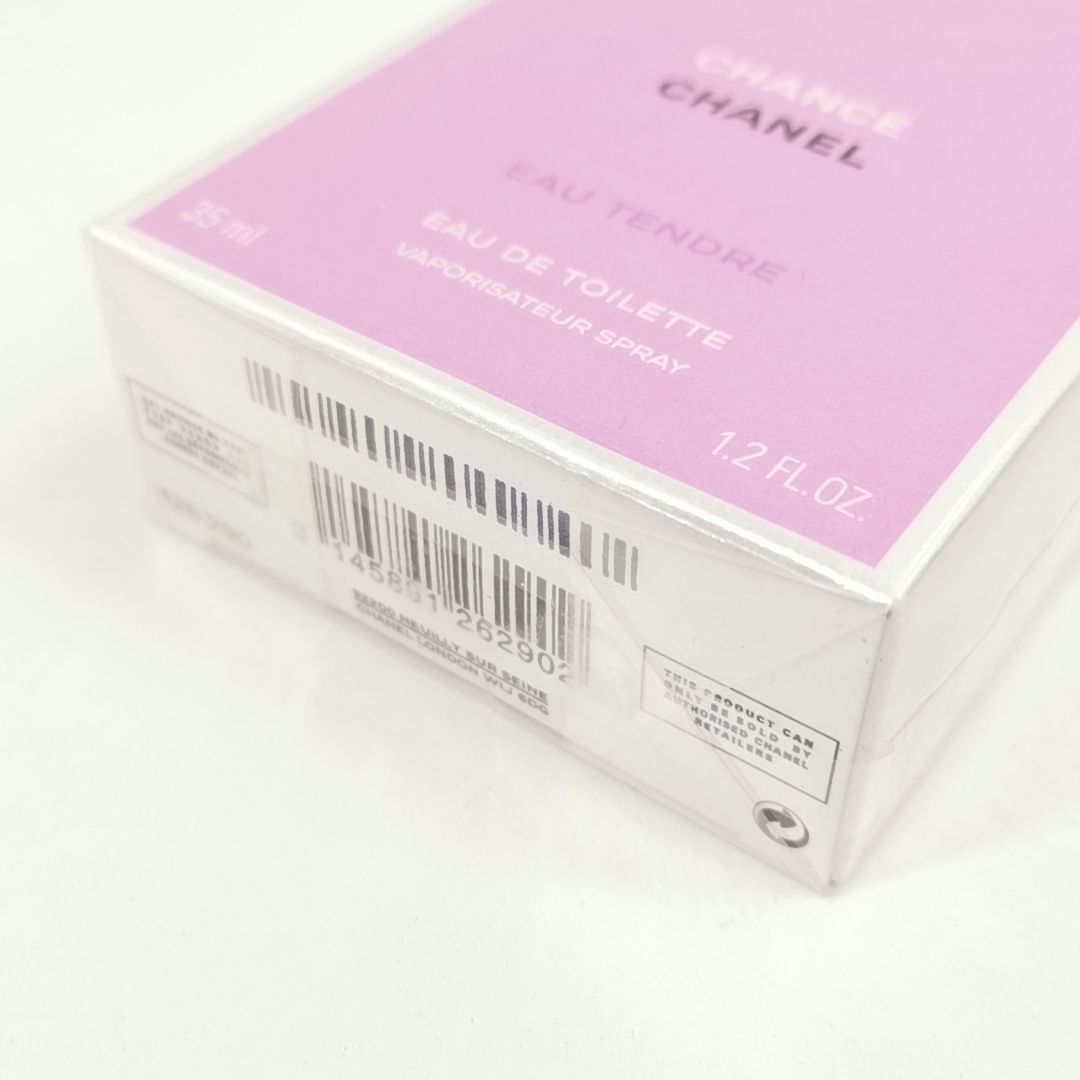 CHANCE
CHANEL
EAU TENDRE
EAU DE TOILETTE
VAPORISATEUR SPRAY
35 ml
1.2 FL.OZ.
3 145891 262902
NEUILLY SUR SEINE
CHANEL LONDON W1J 6DG
THIS PRODUCT CAN
ONLY BE SOLD BY
AUTHORISED CHANEL
RETAILERS